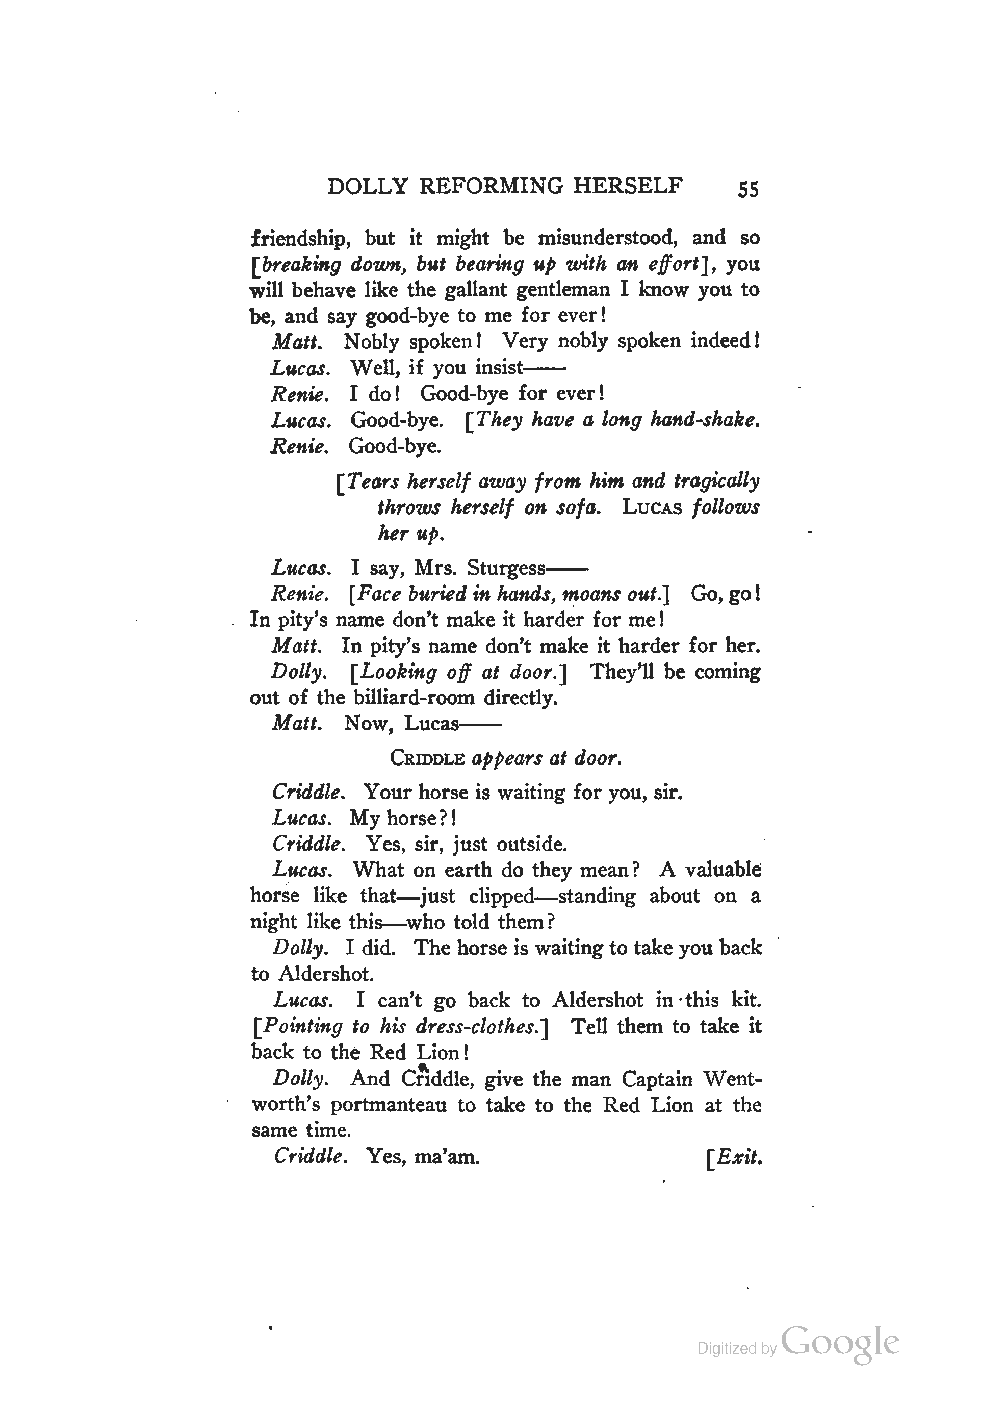 DOLLY REFORMING HERSELF 55
friendship, but it might be misunderstood, and so
[breaking down, but bearing up with an effort], you
will behave like the gallant gentleman I know you to
be, and say good-bye to me for ever!
Matt. Nobly spoken! Very nobly spoken indeed!
Lucas. Well, if you insist——
Renie. I do! Good-bye for ever!
Lucas. Good-bye. [They have a long hand-shake.
Renie. Good-bye.
[Tears herself away from him and tragically
throws herself on sofa. LUCAS follows
her up.
Lucas. I say, Mrs. Sturgess——
Renie. [Face buried in hands, moans out.] Go, go!
In pity's name don't make it harder for me!
Matt. In pity's name don't make it harder for her.
Dolly. [Looking off at door.] They'll be coming
out of the billiard-room directly.
Matt. Now, Lucas——
CRIDDLE appears at door.
Criddle. Your horse is waiting for you, sir.
Lucas. My horse?!
Criddle. Yes, sir, just outside.
Lucas. What on earth do they mean? A valuable
horse like that—just clipped—standing about on a
night like this—who told them?
Dolly. I did. The horse is waiting to take you back
to Aldershot.
Lucas. I can't go back to Aldershot in this kit.
[Pointing to his dress-clothes.] Tell them to take it
back to the Red Lion!
Dolly. And Criddle, give the man Captain Went-
worth's portmanteau to take to the Red Lion at the
same time.
Criddle. Yes, ma'am. [Exit.
Digitized by Google